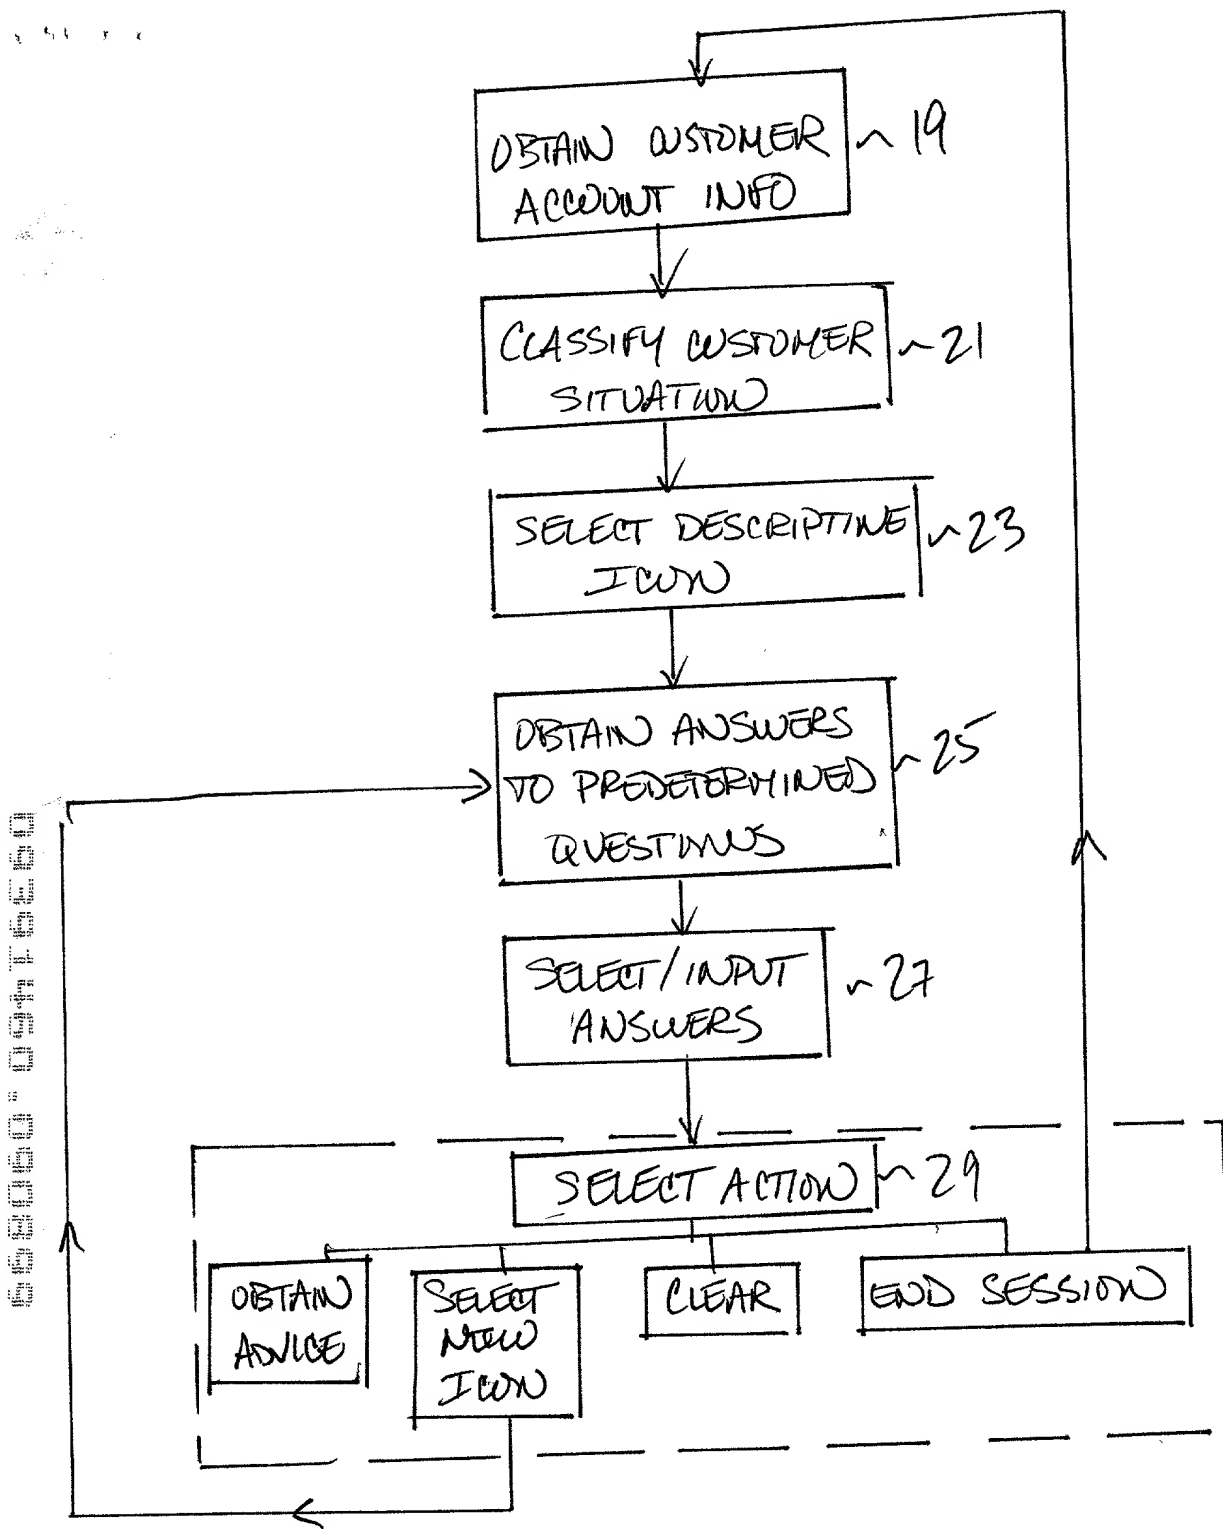 OBTAIN CUSTOMER
ACCOUNT INFO
19
CLASSIFY CUSTOMER
SITUATION
21
SELECT DESCRIPTIVE
ICON
23
OBTAIN ANSWERS
TO PREDETERMINED
QUESTIONS
25
SELECT/INPUT
ANSWERS
27
SELECT ACTION
29
OBTAIN
ADVICE
SELECT
NEW
ICON
CLEAR
END SESSION